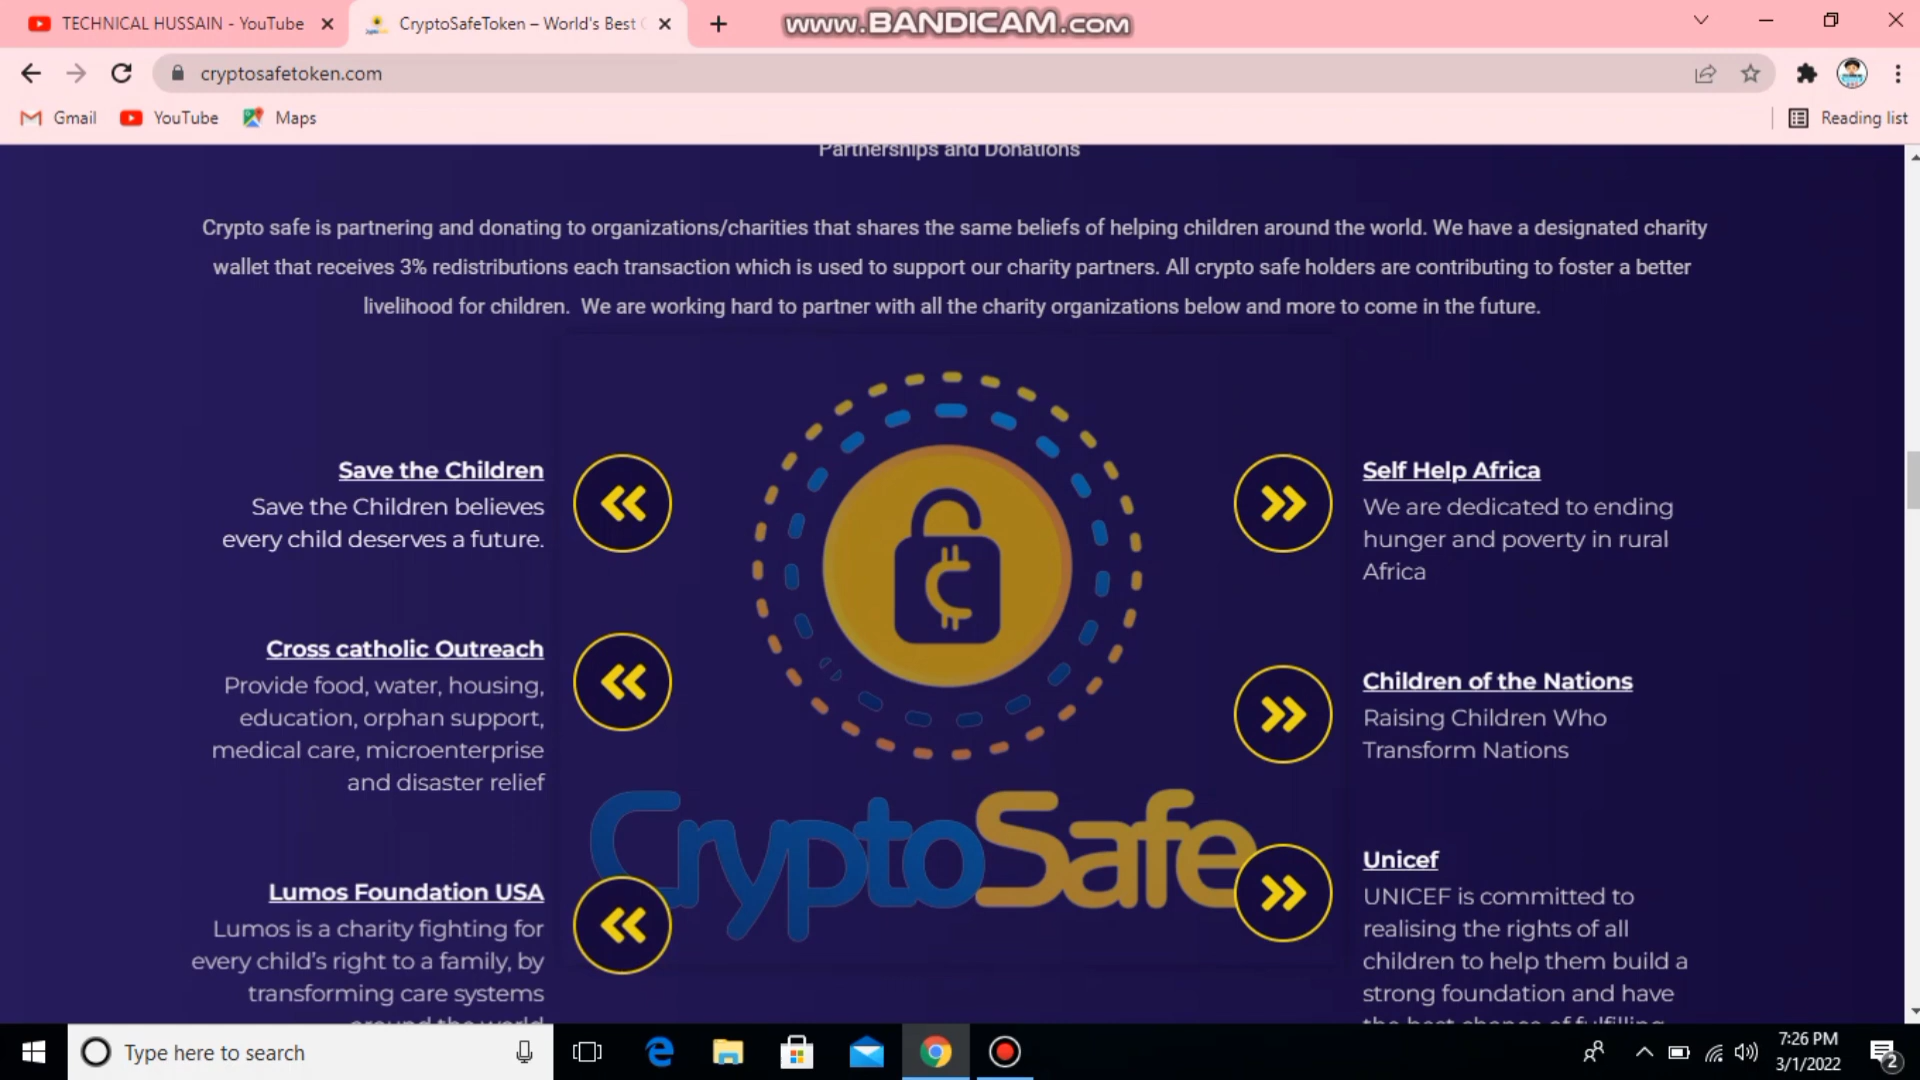 TECHNICAL HUSSAIN - YouTube
CryptoSafeToken – World's Best
www.BANDICAM.com
cryptosafetoken.com
Gmail
YouTube
Maps
Reading list
Partnerships and Donations
Crypto safe is partnering and donating to organizations/charities that shares the same beliefs of helping children around the world. We have a designated charity
wallet that receives 3% redistributions each transaction which is used to support our charity partners. All crypto safe holders are contributing to foster a better
livelihood for children.  We are working hard to partner with all the charity organizations below and more to come in the future.
Save the Children
Save the Children believes
every child deserves a future.
Cross catholic Outreach
Provide food, water, housing,
education, orphan support,
medical care, microenterprise
and disaster relief
Lumos Foundation USA
Lumos is a charity fighting for
every child's right to a family, by
transforming care systems
around the world
CryptoSafe
Self Help Africa
We are dedicated to ending
hunger and poverty in rural
Africa
Children of the Nations
Raising Children Who
Transform Nations
Unicef
UNICEF is committed to
realising the rights of all
children to help them build a
strong foundation and have
the best chance of fulfilling
Type here to search
7:26 PM
3/1/2022
2